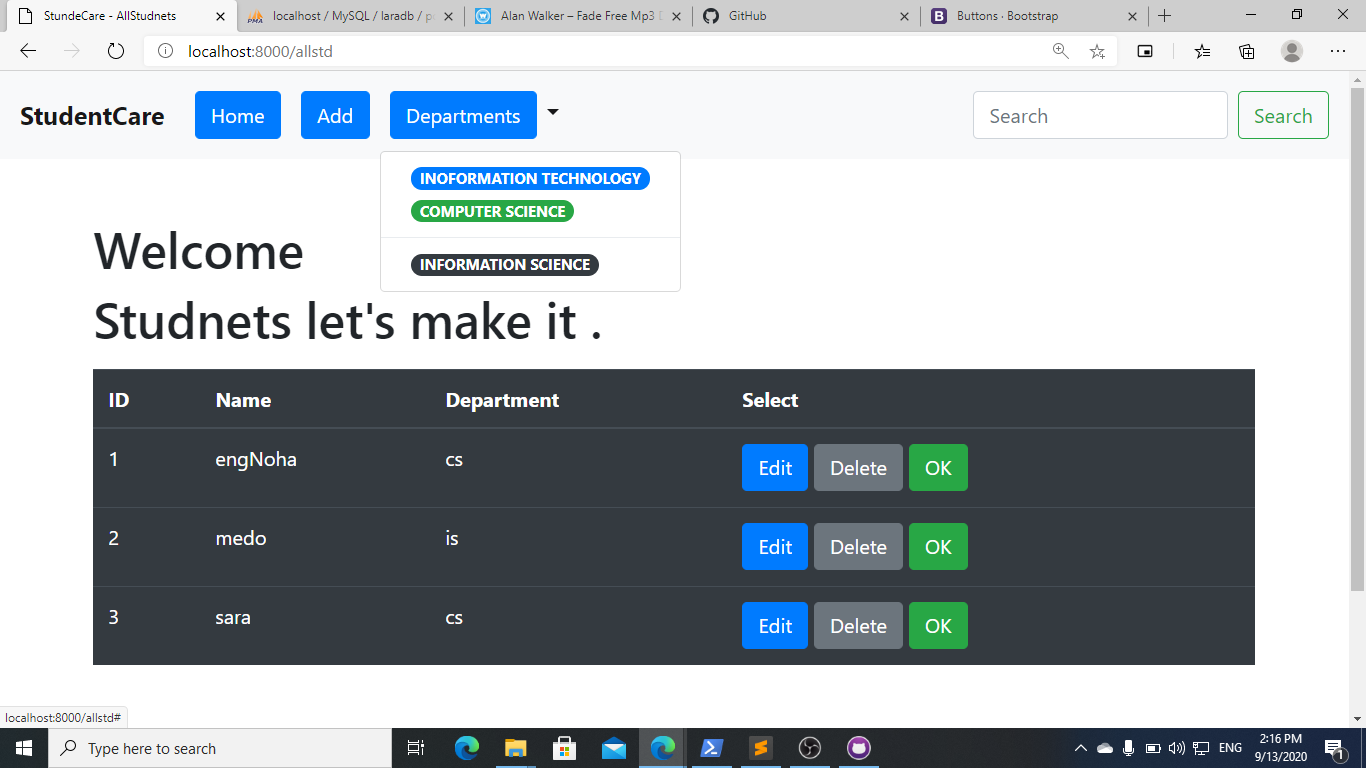 StundeCare - AllStudnets
localhost / MySQL / laradb / p
Alan Walker – Fade Free Mp3
GitHub
Buttons · Bootstrap
localhost:8000/allstd
StudentCare Home Add Departments Search Search
INOFORMATION TECHNOLOGY
COMPUTER SCIENCE
INFORMATION SCIENCE
Welcome
Studnets let's make it .
ID Name Department Select
1 engNoha cs Edit Delete OK
2 medo is Edit Delete OK
3 sara cs Edit Delete OK
localhost:8000/allstd#
Type here to search
ENG
2:16 PM
9/13/2020
1